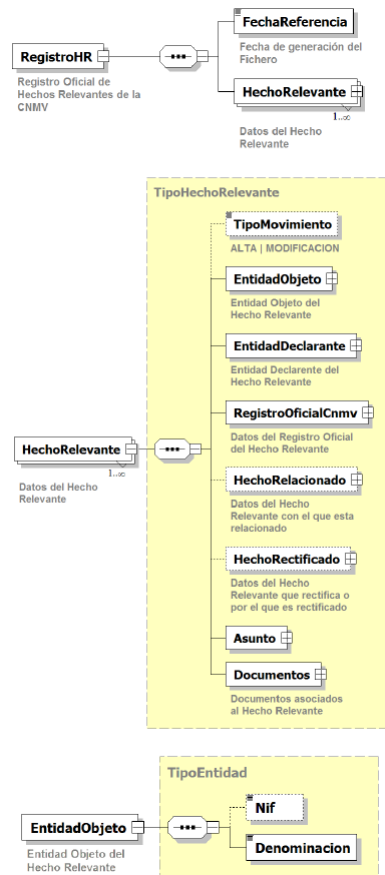 RegistroHR
Registro Oficial de
Hechos Relevantes de la
CNMV
FechaReferencia
Fecha de generación del
Fichero
HechoRelevante
1..∞
Datos del Hecho
Relevante
TipoHechoRelevante
TipoMovimiento
ALTA | MODIFICACION
EntidadObjeto
Entidad Objeto del
Hecho Relevante
EntidadDeclarante
Entidad Declarente del
Hecho Relevante
RegistroOficialCnmv
Datos del Registro Oficial
del Hecho Relevante
HechoRelevante
1..∞
Datos del Hecho
Relevante
HechoRelacionado
Datos del Hecho
Relevante con el que esta
relacionado
HechoRectificado
Datos del Hecho
Relevante que rectifica o
por el que es rectificado
Asunto
Documentos
Documentos asociados
al Hecho Relevante
TipoEntidad
Nif
EntidadObjeto
Entidad Objeto del
Hecho Relevante
Denominacion